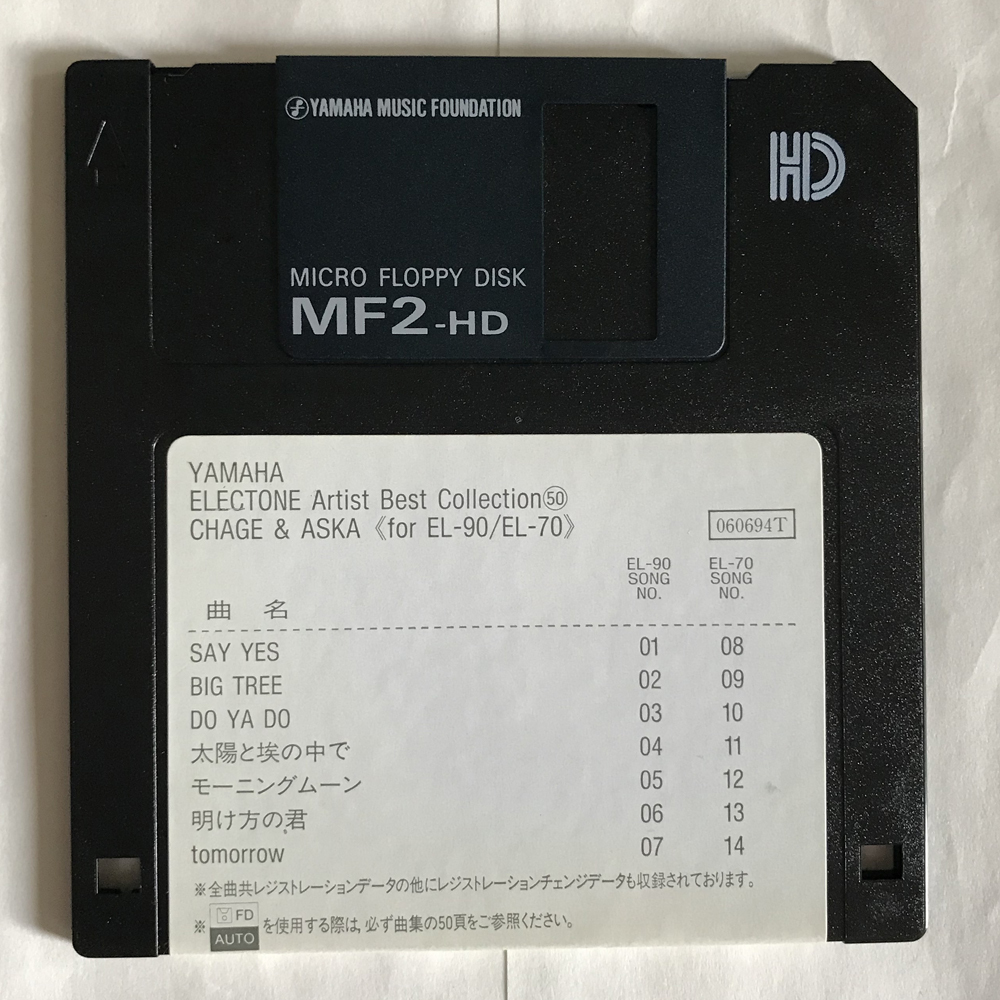 YAMAHA MUSIC FOUNDATION
HD
MICRO FLOPPY DISK
MF2-HD
YAMAHA
ELECTONE Artist Best Collection㊿
CHAGE & ASKA 《for EL-90/EL-70》 060694T
EL-90 SONG NO. EL-70 SONG NO.
曲 名
SAY YES 01 08
BIG TREE 02 09
DO YA DO 03 10
太陽と埃の中で 04 11
モーニングムーン 05 12
明け方の君 06 13
tomorrow 07 14
※全曲共レジストレーションデータの他にレジストレーションチェンジデータも収録されております。
※ FD AUTO を使用する際は、必ず曲集の50頁をご参照ください。